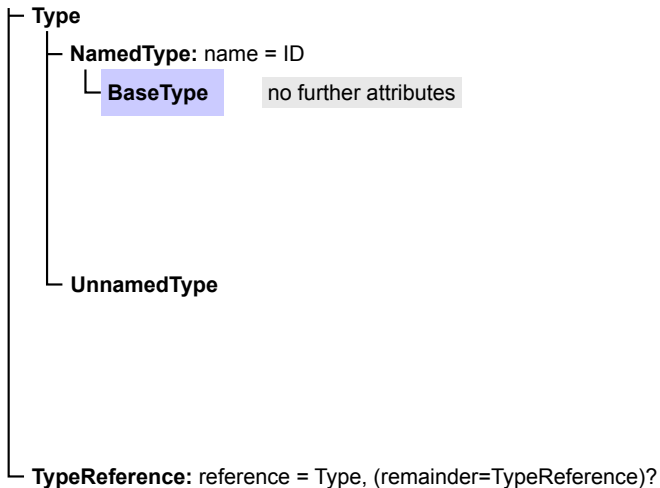 Type
NamedType: name = ID
BaseType no further attributes
UnnamedType
TypeReference: reference = Type, (remainder=TypeReference)?